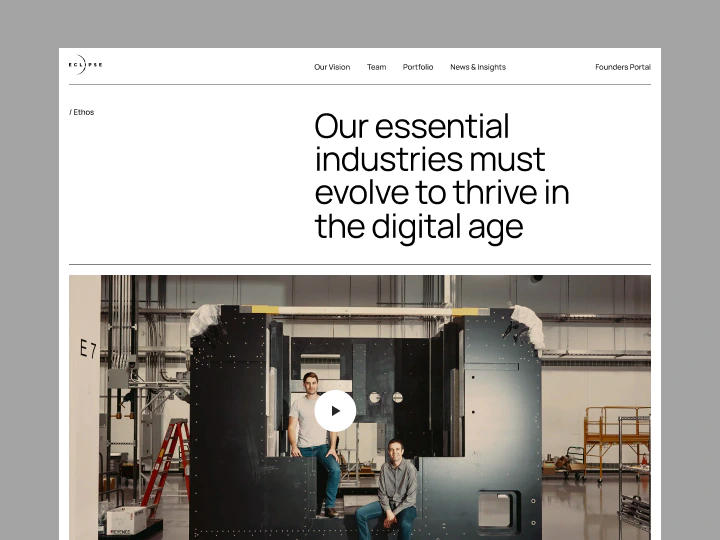 ECLIPSE
Our Vision
Team
Portfolio
News & Insights
Founders Portal
/ Ethos
Our essential
industries must
evolve to thrive in
the digital age
E7
KEYENCE